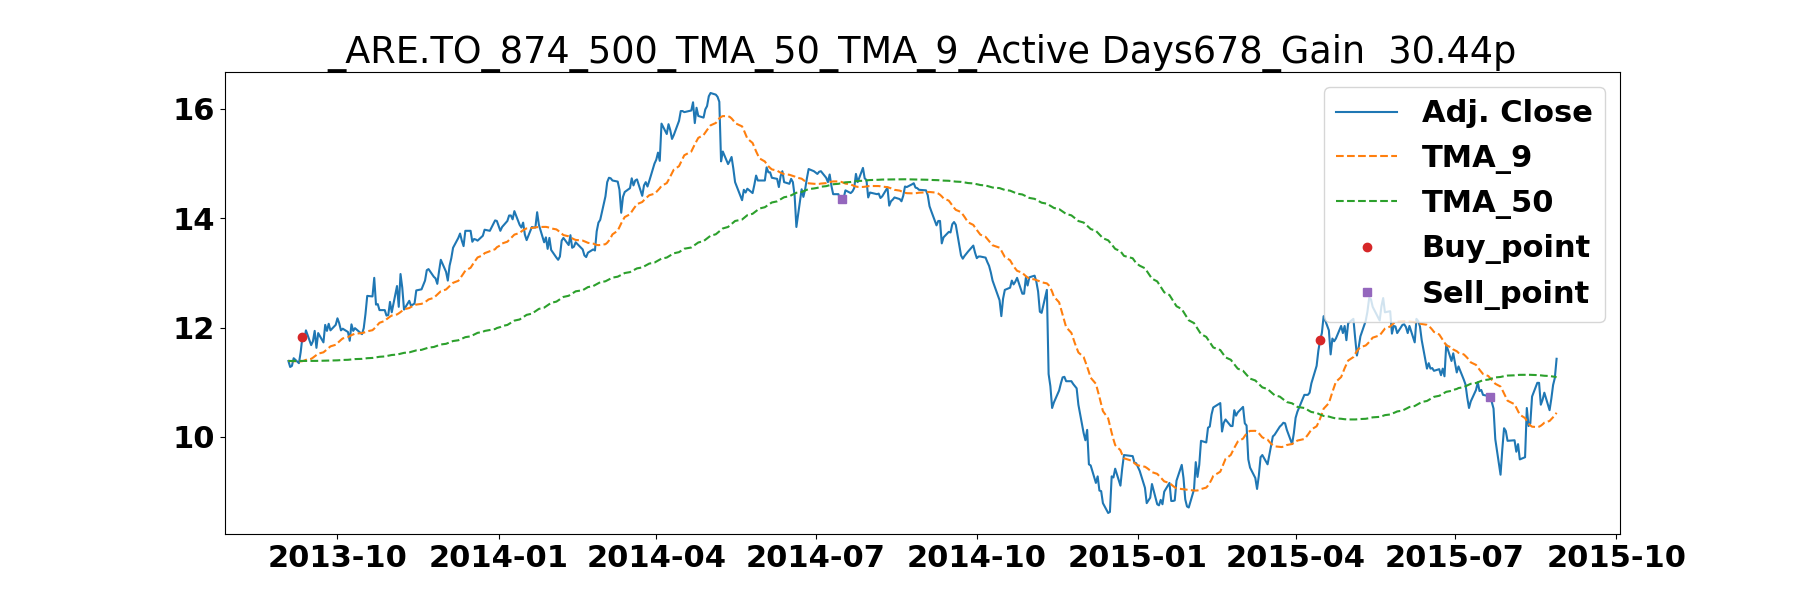 _ARE.TO_874_500_TMA_50_TMA_9_Active Days678_Gain  30.44p
16
14
12
10
Adj. Close
TMA_9
TMA_50
Buy_point
Sell_point
2013-10 2014-01 2014-04 2014-07 2014-10 2015-01 2015-04 2015-07 2015-10